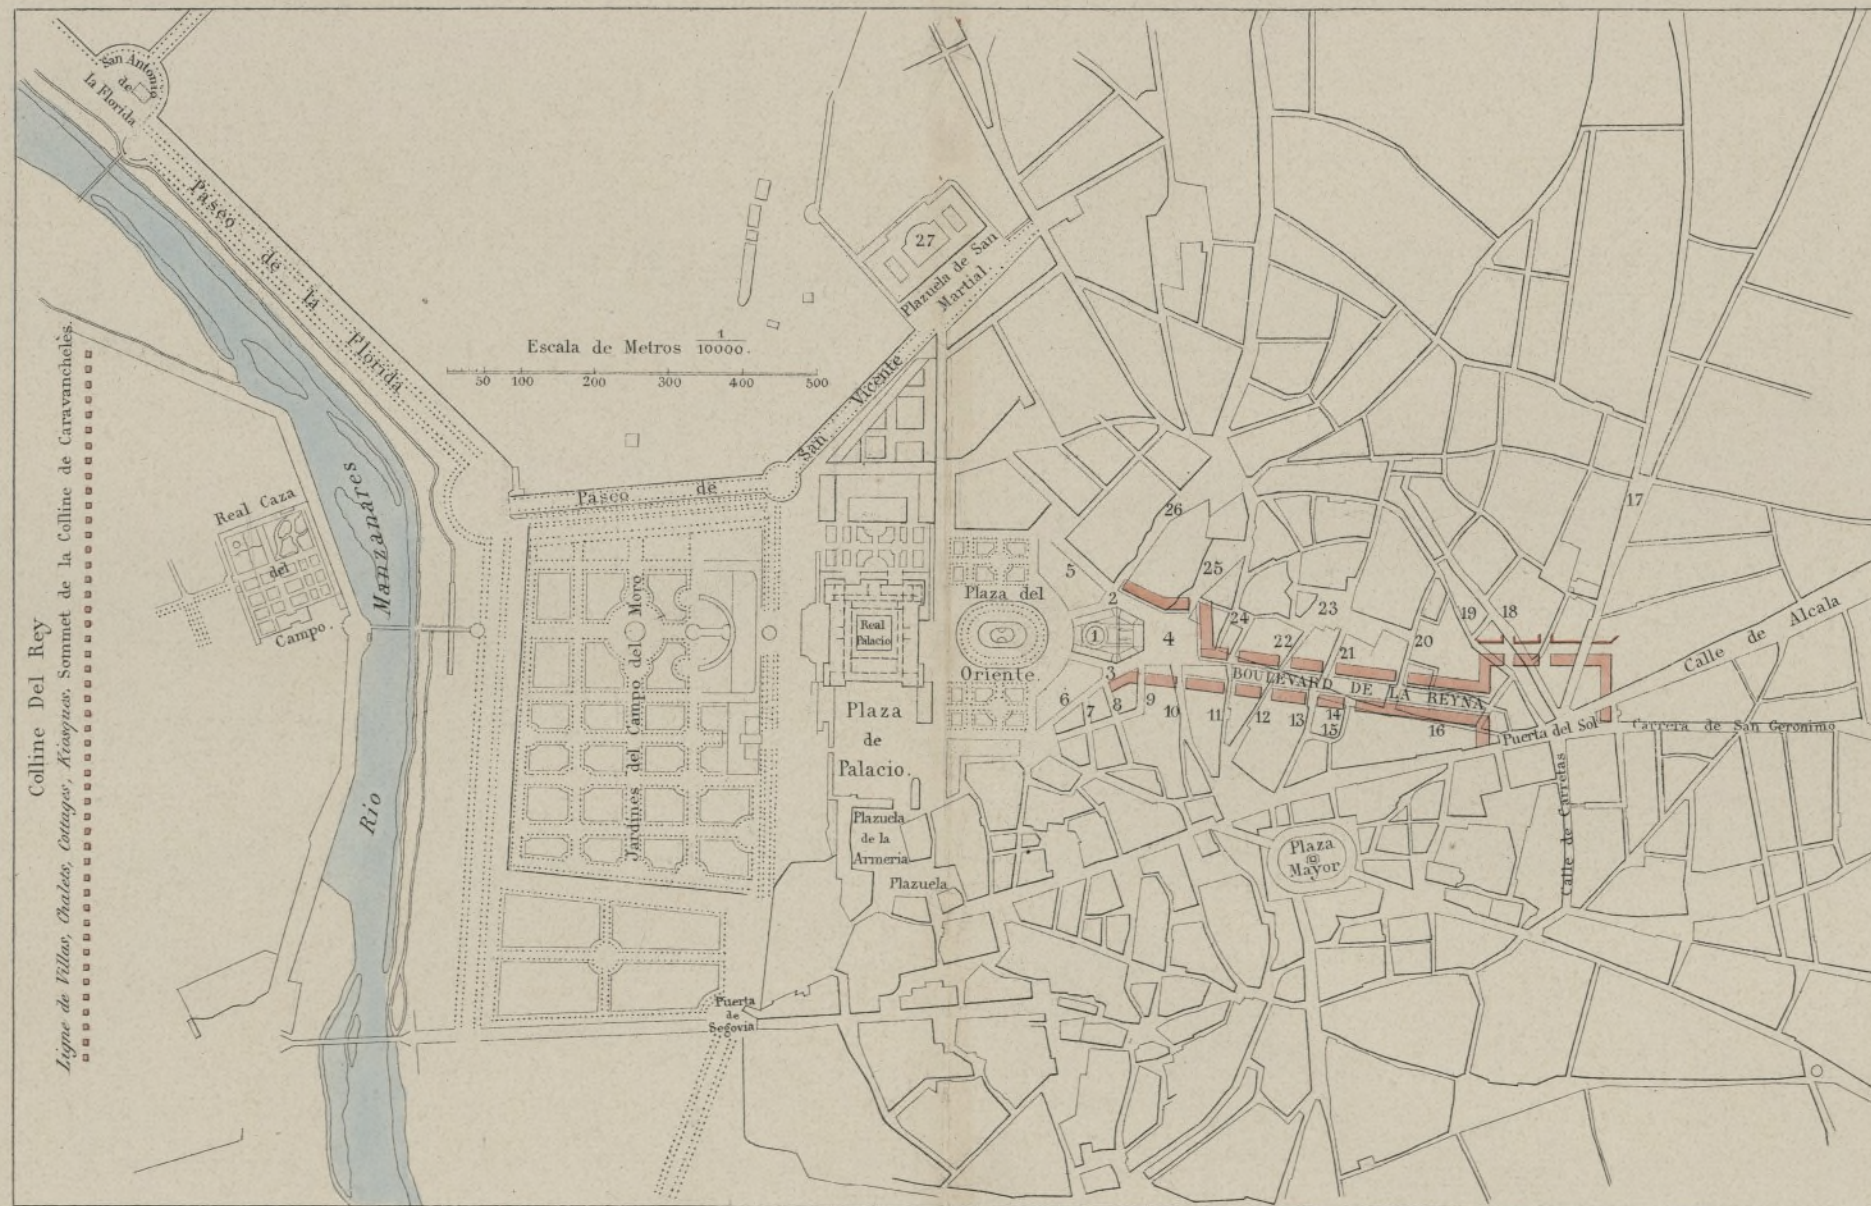 San Antonio
de
la Florida
Paseo de la Florida
27
Plazuela de San
Martial.
Escala de Metros 1/10000.
50 100 200 300 400 500
San Vicente
Paseo de
Colline Del Rey
Ligne de Villas, Chalets, Cottages, Kiosques, Sommet de la Colline de Caravanchelès.
Real Caza
del
Campo.
Rio Manzanares
Jardines del Campo del Moro
Real
Palacio
Plaza del
Oriente.
Plaza
de
Palacio.
Plazuela
de la
Armeria
Plazuela
Puerta
de
Segovia
17
26
5
25
2
1
4
24
23
19
18
22
21
20
3
BOULEVARD DE LA REYNA
6
7
8
9
10
11
12
13
14
15
16
Puerta del Sol
Calle de Alcala
Carrera de San Geronimo
Calle de Carretas
Plaza
Mayor